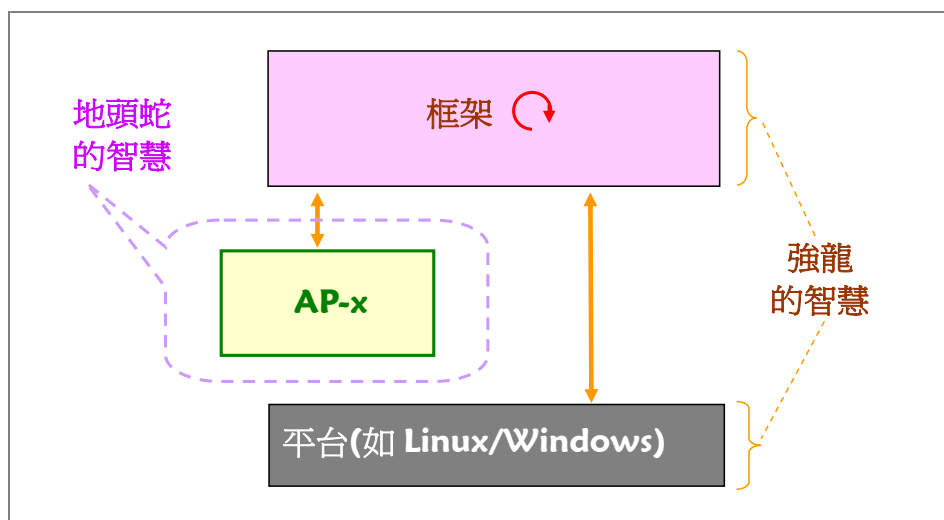 框架
地頭蛇
的智慧
AP-x
強龍
的智慧
平台(如 Linux/Windows)